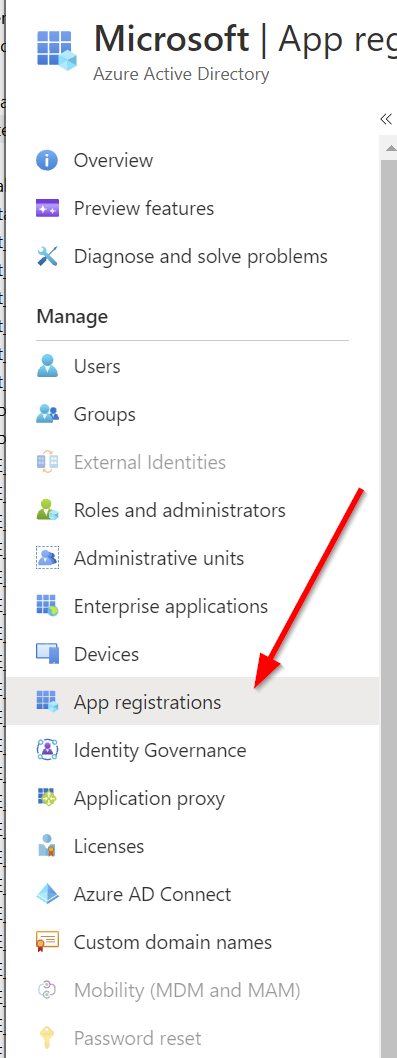 Microsoft | App reg
Azure Active Directory
Overview
Preview features
Diagnose and solve problems
Manage
Users
Groups
External Identities
Roles and administrators
Administrative units
Enterprise applications
Devices
App registrations
Identity Governance
Application proxy
Licenses
Azure AD Connect
Custom domain names
Mobility (MDM and MAM)
Password reset